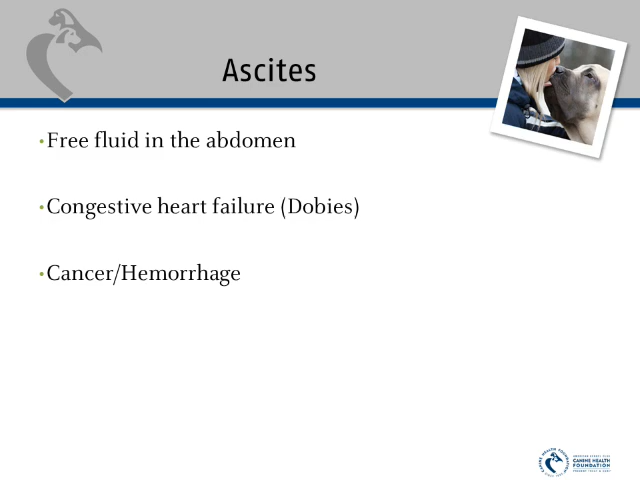 Ascites
•Free fluid in the abdomen
•Congestive heart failure (Dobies)
•Cancer/Hemorrhage
CANINE HEALTH
FOUNDATION